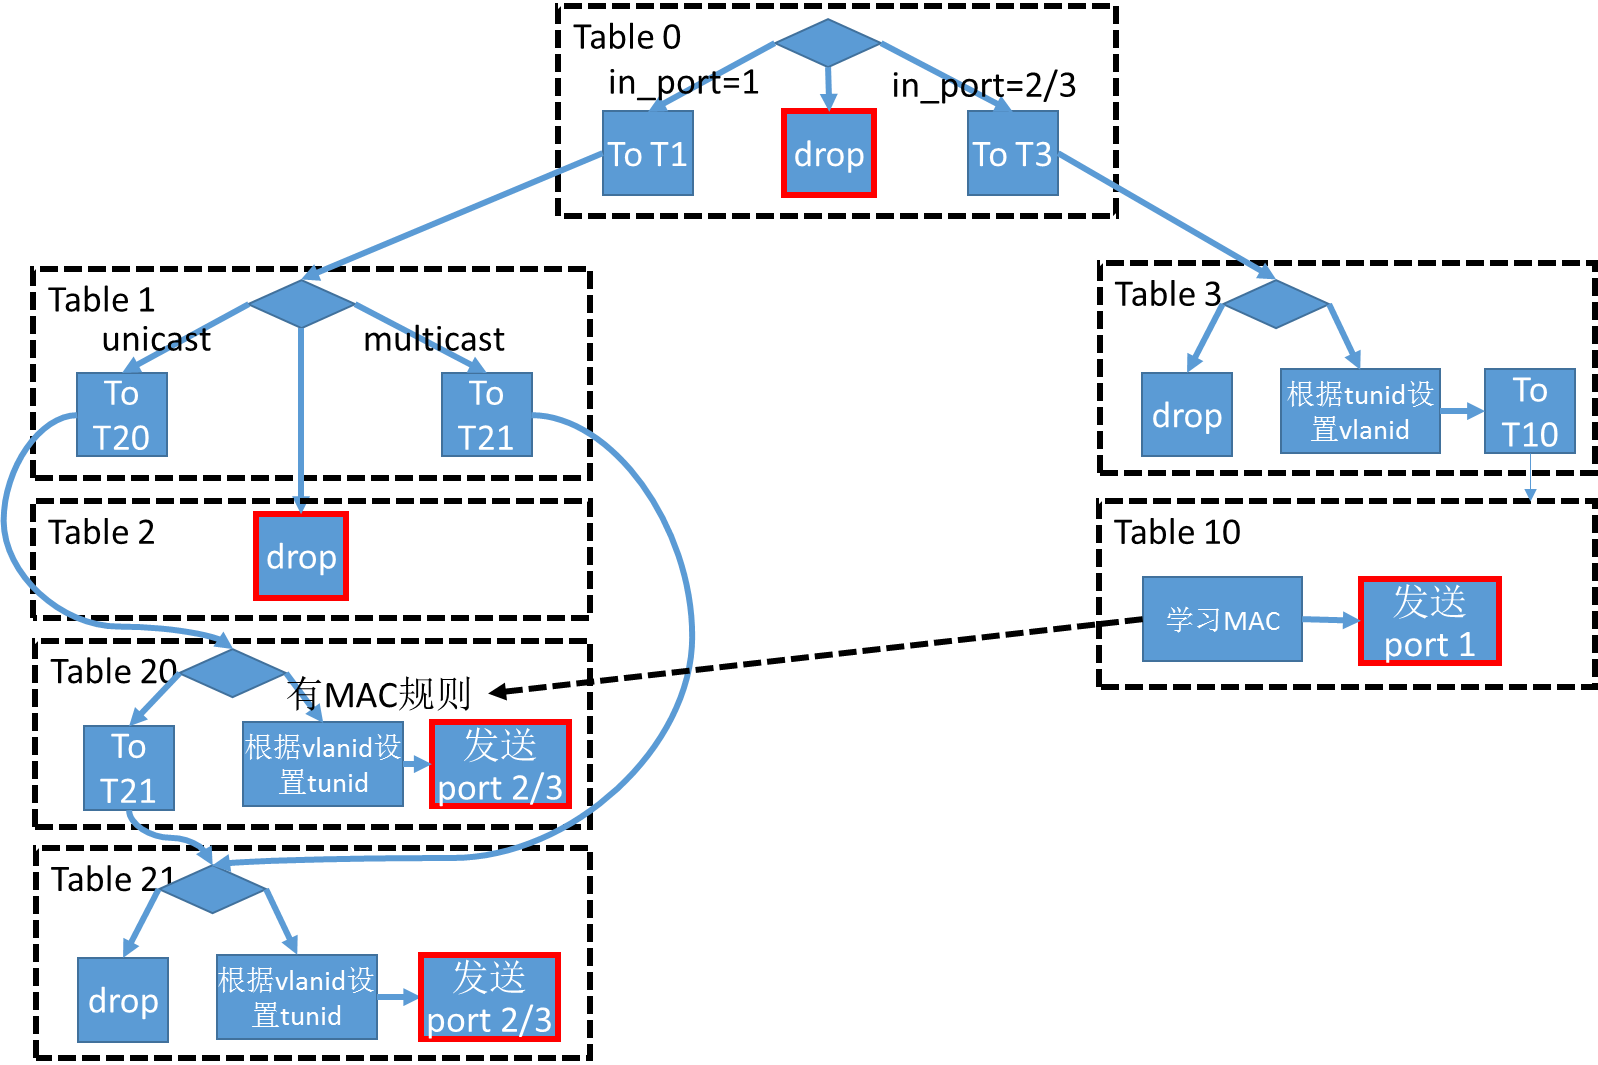 Table 0
in_port=1
in_port=2/3
To T1
drop
To T3
Table 1
unicast
multicast
To
T20
To
T21
Table 2
drop
Table 20
有MAC规则
To
T21
根据vlanid设
置tunid
发送
port 2/3
Table 21
drop
根据vlanid设
置tunid
发送
port 2/3
Table 3
drop
根据tunid设
置vlanid
To
T10
Table 10
学习MAC
发送
port 1